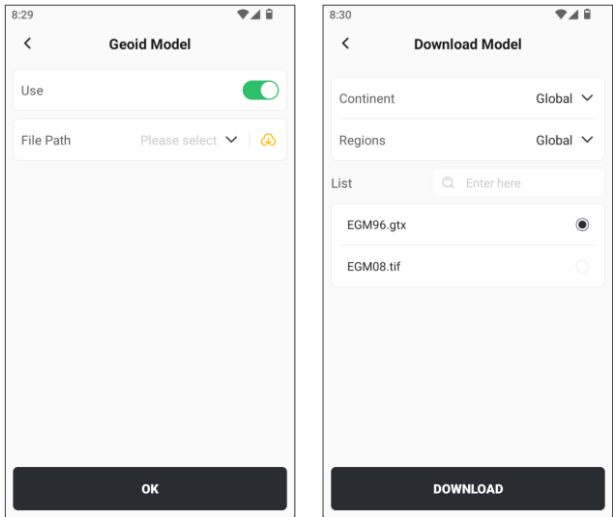 8:29
Geoid Model
Use
File Path Please select
OK
8:30
Download Model
Continent Global
Regions Global
List Enter here
EGM96.gtx
EGM08.tif
DOWNLOAD